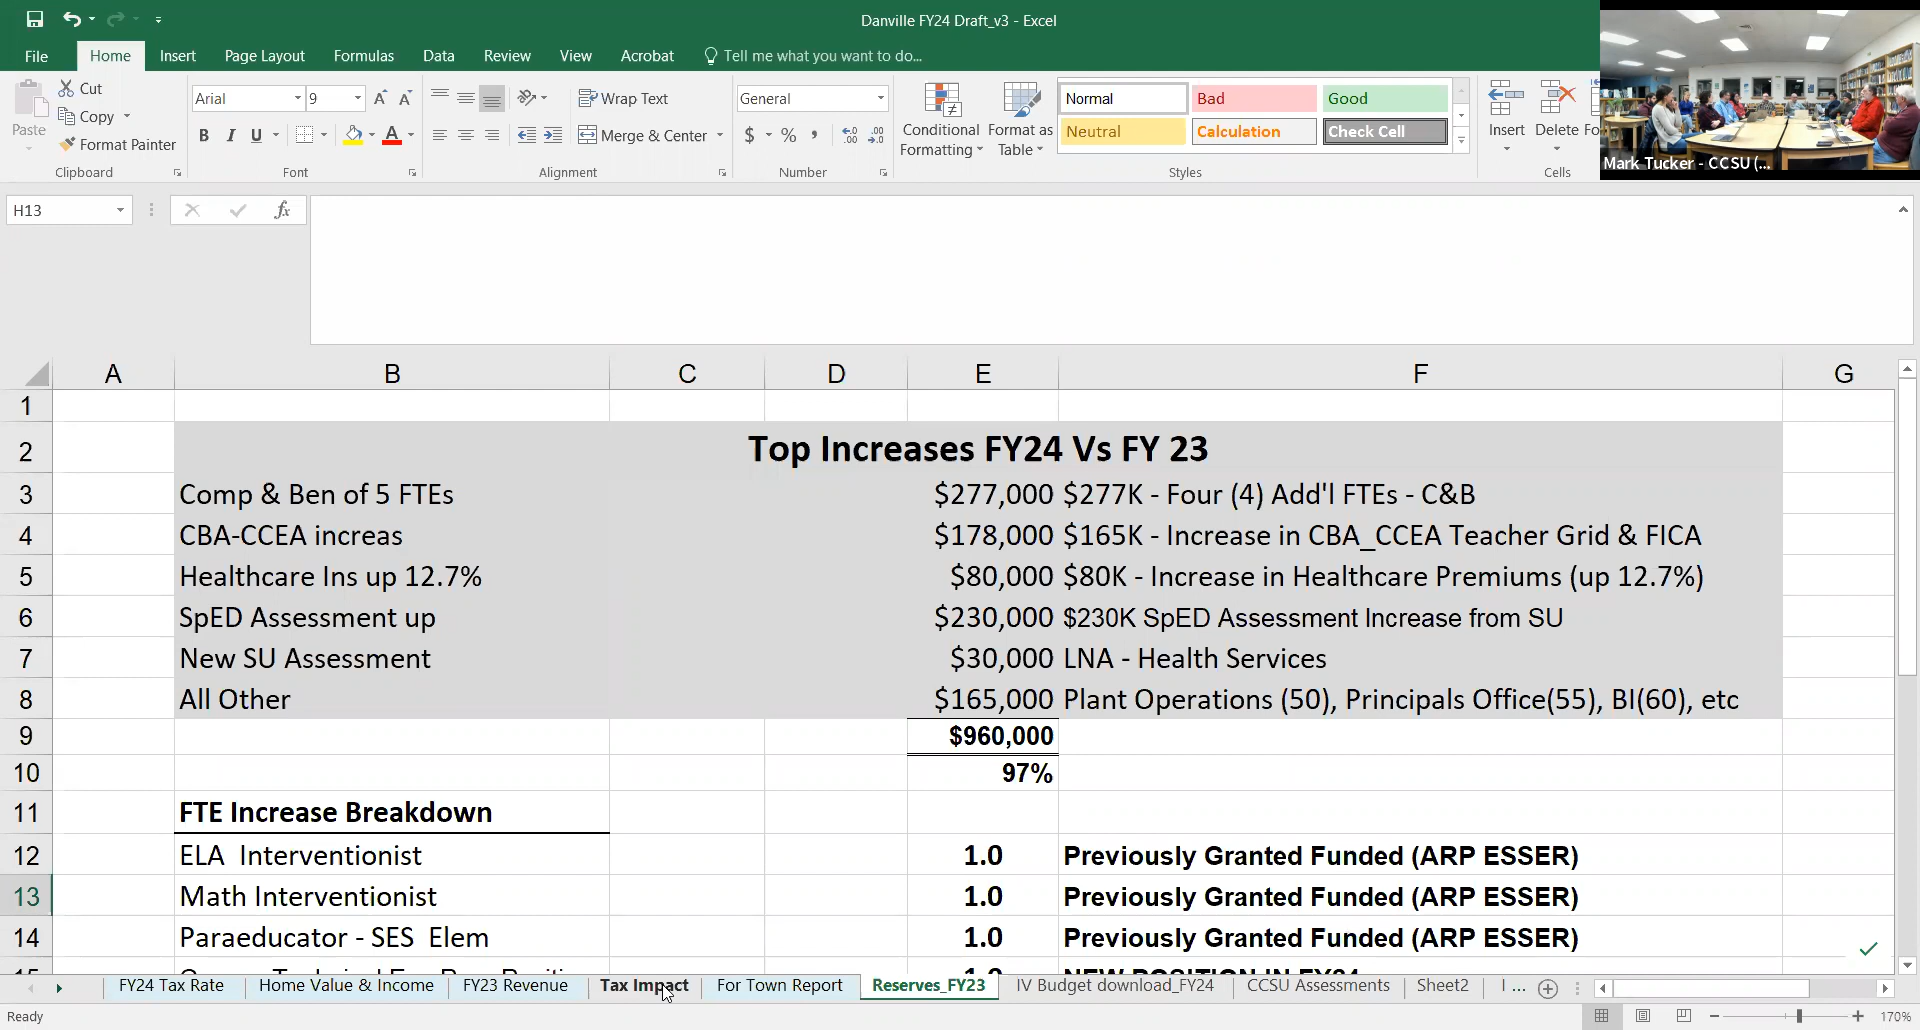 Danville FY24 Draft_v3 - Excel
File Home Insert Page Layout Formulas Data Review View Acrobat Tell me what you want to do...
Paste Cut Copy Format Painter Clipboard
Arial 9 A A B I U A Font
Wrap Text Merge & Center Alignment
General $ % , Number
Conditional Formatting Format as Table
Normal Bad Good
Neutral Calculation Check Cell
Styles
Insert Delete Fo
Cells
Mark Tucker - CCSU (...
H13 fx
A B C D E F G
1
2 Top Increases FY24 Vs FY 23
3 Comp & Ben of 5 FTEs $277,000 $277K - Four (4) Add'l FTEs - C&B
4 CBA-CCEA increas $178,000 $165K - Increase in CBA_CCEA Teacher Grid & FICA
5 Healthcare Ins up 12.7% $80,000 $80K - Increase in Healthcare Premiums (up 12.7%)
6 SpED Assessment up $230,000 $230K SpED Assessment Increase from SU
7 New SU Assessment $30,000 LNA - Health Services
8 All Other $165,000 Plant Operations (50), Principals Office(55), BI(60), etc
9 $960,000
10 97%
11 FTE Increase Breakdown
12 ELA Interventionist 1.0 Previously Granted Funded (ARP ESSER)
13 Math Interventionist 1.0 Previously Granted Funded (ARP ESSER)
14 Paraeducator - SES Elem 1.0 Previously Granted Funded (ARP ESSER)
15 1.0 NEW POSITION IN FY24
FY24 Tax Rate Home Value & Income FY23 Revenue Tax Impact For Town Report Reserves_FY23 IV Budget download_FY24 CCSU Assessments Sheet2 I ...
Ready 170%